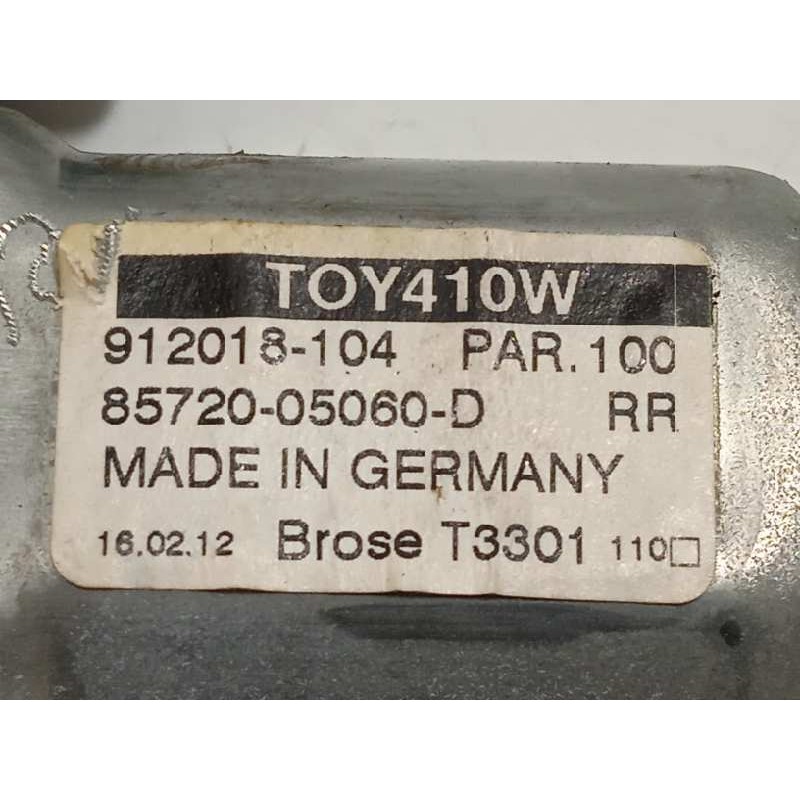 TOY410W
912018-104 PAR.100
85720-05060-D RR
MADE IN GERMANY
16.02.12 Brose T3301 110